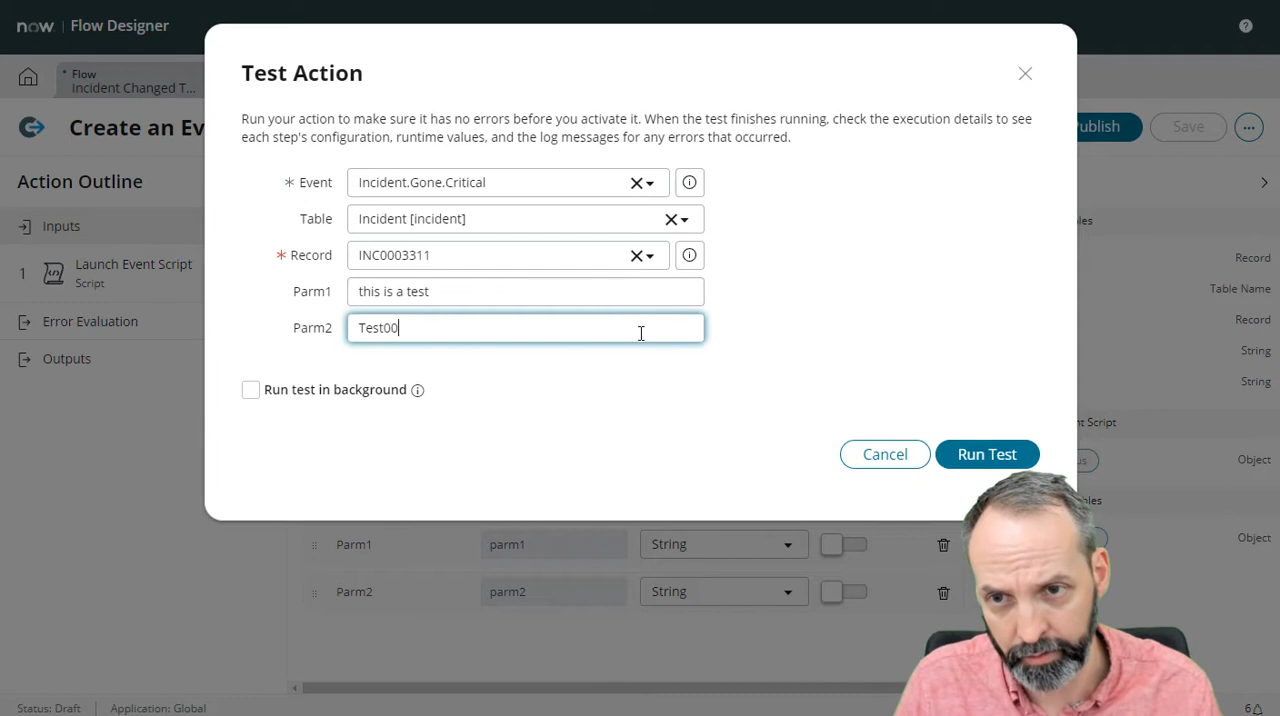 now | Flow Designer
Flow
Incident Changed T...
Create an Ev
Publish
Save
Action Outline
Inputs
1
Launch Event Script
Script
Error Evaluation
Outputs
Test Action
Run your action to make sure it has no errors before you activate it. When the test finishes running, check the execution details to see
each step's configuration, runtime values, and the log messages for any errors that occurred.
* Event Incident.Gone.Critical
Table Incident [incident]
* Record INC0003311
Parm1 this is a test
Parm2 Test00
Run test in background
Cancel
Run Test
Record
Table Name
Record
String
String
nt Script
Object
Object
Parm1 parm1 String
Parm2 parm2 String
Status: Draft
Application: Global
6